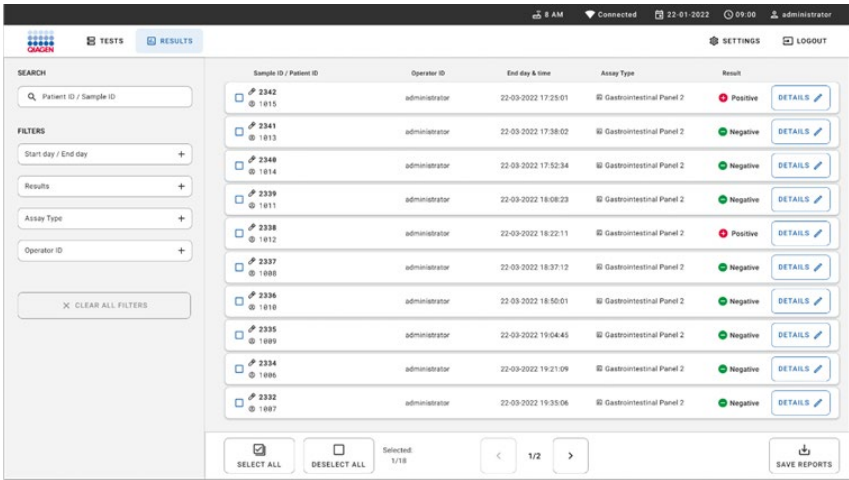 8 AM Connected 22-01-2022 09:00 administrator
QIAGEN TESTS RESULTS SETTINGS LOGOUT
SEARCH
Patient ID / Sample ID
FILTERS
Start day / End day +
Results +
Assay Type +
Operator ID +
CLEAR ALL FILTERS
Sample ID / Patient ID Operator ID End day & time Assay Type Result
2342
1015 administrator 22-03-2022 17:25:01 Gastrointestinal Panel 2 Positive DETAILS
2341
1013 administrator 22-03-2022 17:38:02 Gastrointestinal Panel 2 Negative DETAILS
2340
1014 administrator 22-03-2022 17:52:34 Gastrointestinal Panel 2 Negative DETAILS
2339
1011 administrator 22-03-2022 18:08:23 Gastrointestinal Panel 2 Negative DETAILS
2338
1012 administrator 22-03-2022 18:22:11 Gastrointestinal Panel 2 Positive DETAILS
2337
1008 administrator 22-03-2022 18:37:12 Gastrointestinal Panel 2 Negative DETAILS
2336
1010 administrator 22-03-2022 18:50:01 Gastrointestinal Panel 2 Negative DETAILS
2335
1009 administrator 22-03-2022 19:04:45 Gastrointestinal Panel 2 Negative DETAILS
2334
1006 administrator 22-03-2022 19:21:09 Gastrointestinal Panel 2 Negative DETAILS
2332
1007 administrator 22-03-2022 19:35:06 Gastrointestinal Panel 2 Negative DETAILS
SELECT ALL DESELECT ALL
Selected:
1/18
1/2
SAVE REPORTS